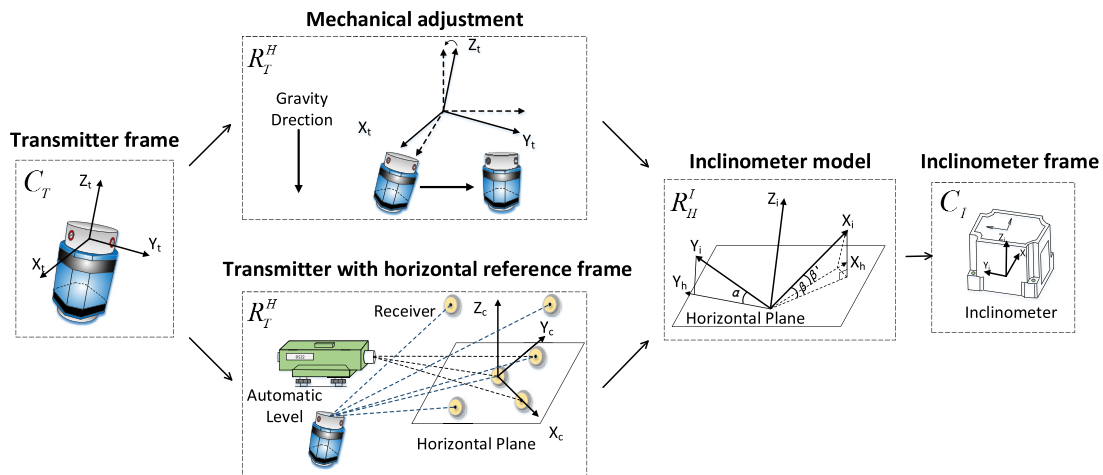 Mechanical adjustment
R_T^H
Z_t
Gravity
Direction
X_t
Y_t
Transmitter frame
C_T
Z_t
Y_t
X_t
Transmitter with horizontal reference frame
R_T^H
Receiver
Z_c
Y_c
Automatic
Level
Horizontal Plane
X_c
Inclinometer model
R_H^I
Z_i
X_i
Y_i
X_h
Y_h
α
β
β'
Horizontal Plane
Inclinometer frame
C_I
Inclinometer